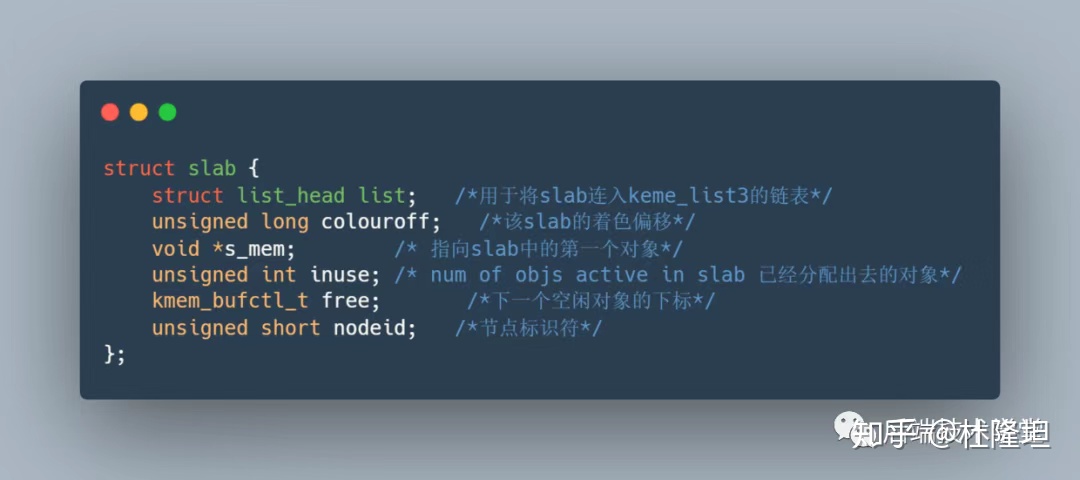 struct slab {
    struct list_head list;   /*用于将slab连入keme_list3的链表*/
    unsigned long colouroff;   /*该slab的着色偏移*/
    void *s_mem;        /* 指向slab中的第一个对象*/
    unsigned int inuse; /* num of objs active in slab 已经分配出去的对象*/
    kmem_bufctl_t free;       /*下一个空闲对象的下标*/
    unsigned short nodeid;   /*节点标识符*/
};
知乎 @杜隆坦